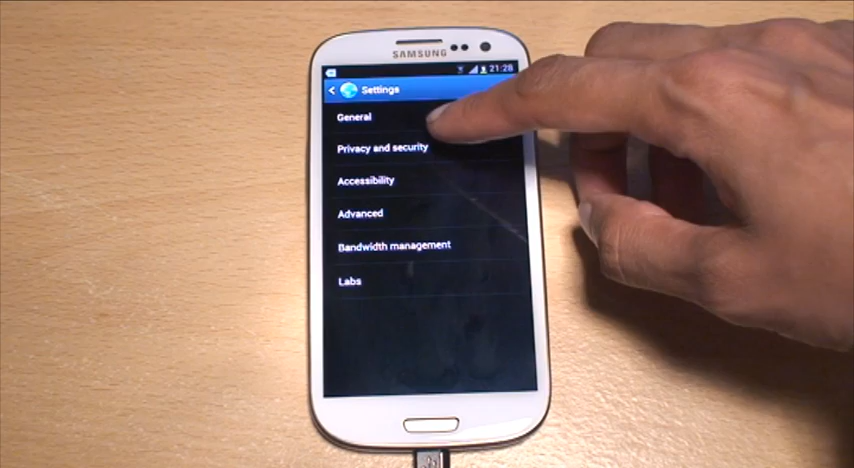 SAMSUNG
21:28
Settings
General
Privacy and security
Accessibility
Advanced
Bandwidth management
Labs